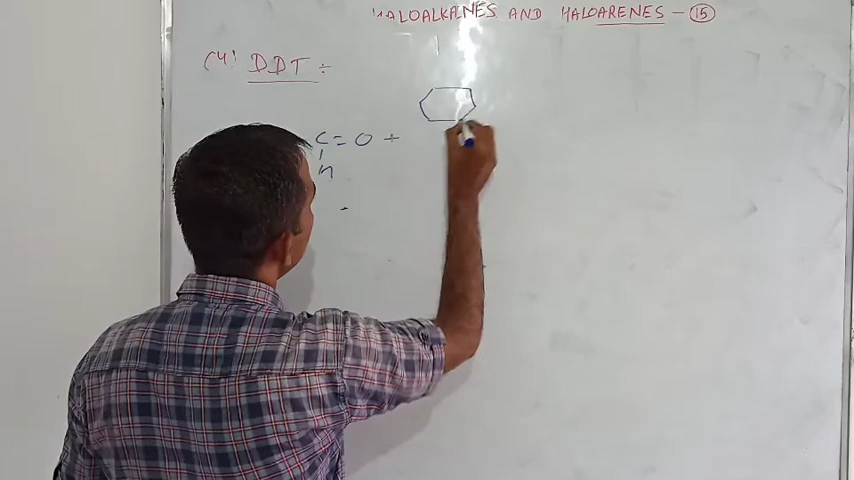 HALOALKANES AND HALOARENES - 15
(4) DDT ÷
C = O ÷
H